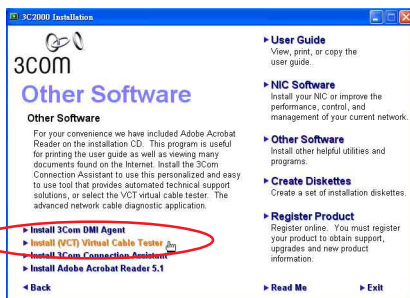 3C2000 Installation
3COM
Other Software
Other Software
For your convenience we have included Adobe Acrobat
Reader on the installation CD. This program is useful
for printing the user guide as well as viewing many
documents found on the Internet. Install the 3Com
Connection Assistant to use this personalized and easy
to use tool that provides automated technical support
solutions, or select the VCT virtual cable tester. The
advanced network cable diagnostic application.
Install 3Com DMI Agent
Install (VCT) Virtual Cable Tester
Install 3Com Connection Assistant
Install Adobe Acrobat Reader 5.1
Back
User Guide
View, print, or copy the
user guide.
NIC Software
Install your NIC or improve the
performance, control, and
management of your current network.
Other Software
Install other helpful utilities and
programs.
Create Diskettes
Create a set of installation diskettes.
Register Product
Register online. You must register
your product to obtain support,
upgrades and new product
information.
Read Me
Exit